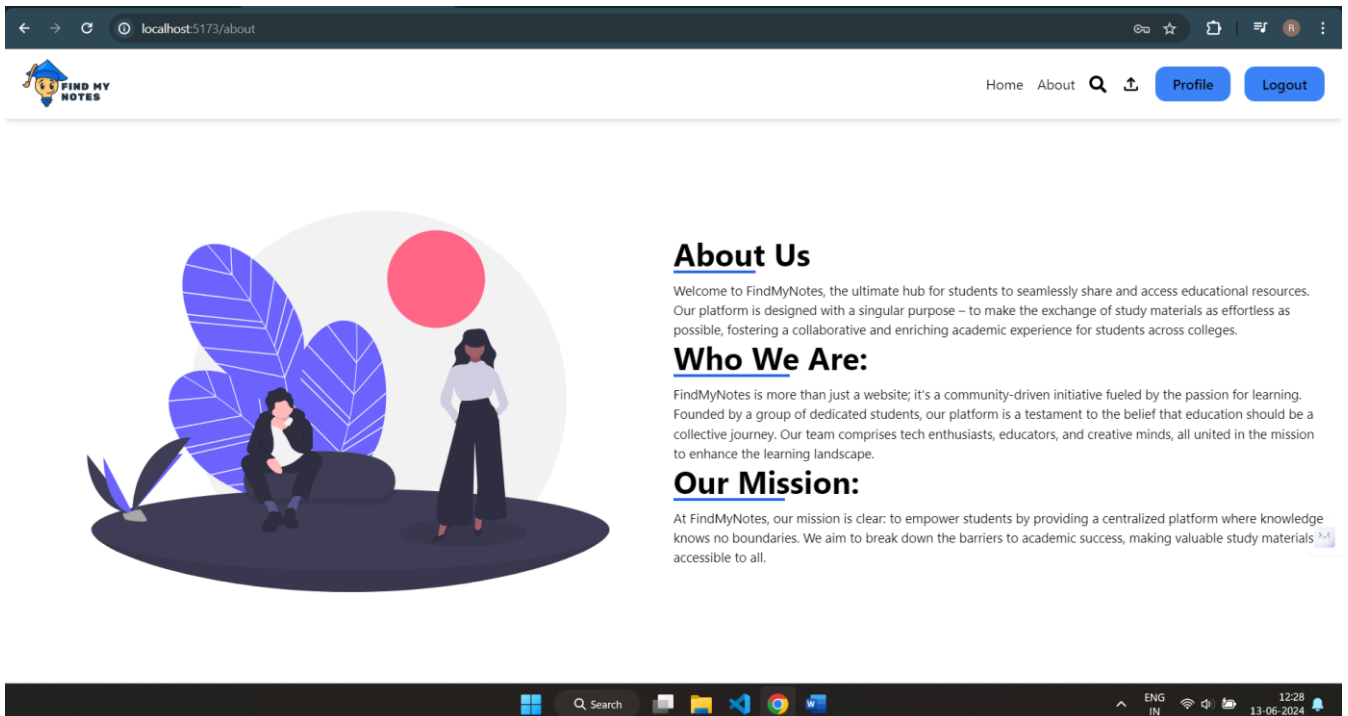 localhost:5173/about
R
FIND MY
NOTES
Home About Profile Logout
About Us
Welcome to FindMyNotes, the ultimate hub for students to seamlessly share and access educational resources.
Our platform is designed with a singular purpose – to make the exchange of study materials as effortless as
possible, fostering a collaborative and enriching academic experience for students across colleges.
Who We Are:
FindMyNotes is more than just a website; it's a community-driven initiative fueled by the passion for learning.
Founded by a group of dedicated students, our platform is a testament to the belief that education should be a
collective journey. Our team comprises tech enthusiasts, educators, and creative minds, all united in the mission
to enhance the learning landscape.
Our Mission:
At FindMyNotes, our mission is clear: to empower students by providing a centralized platform where knowledge
knows no boundaries. We aim to break down the barriers to academic success, making valuable study materials
accessible to all.
Search
W
ENG
IN
12:28
13-06-2024